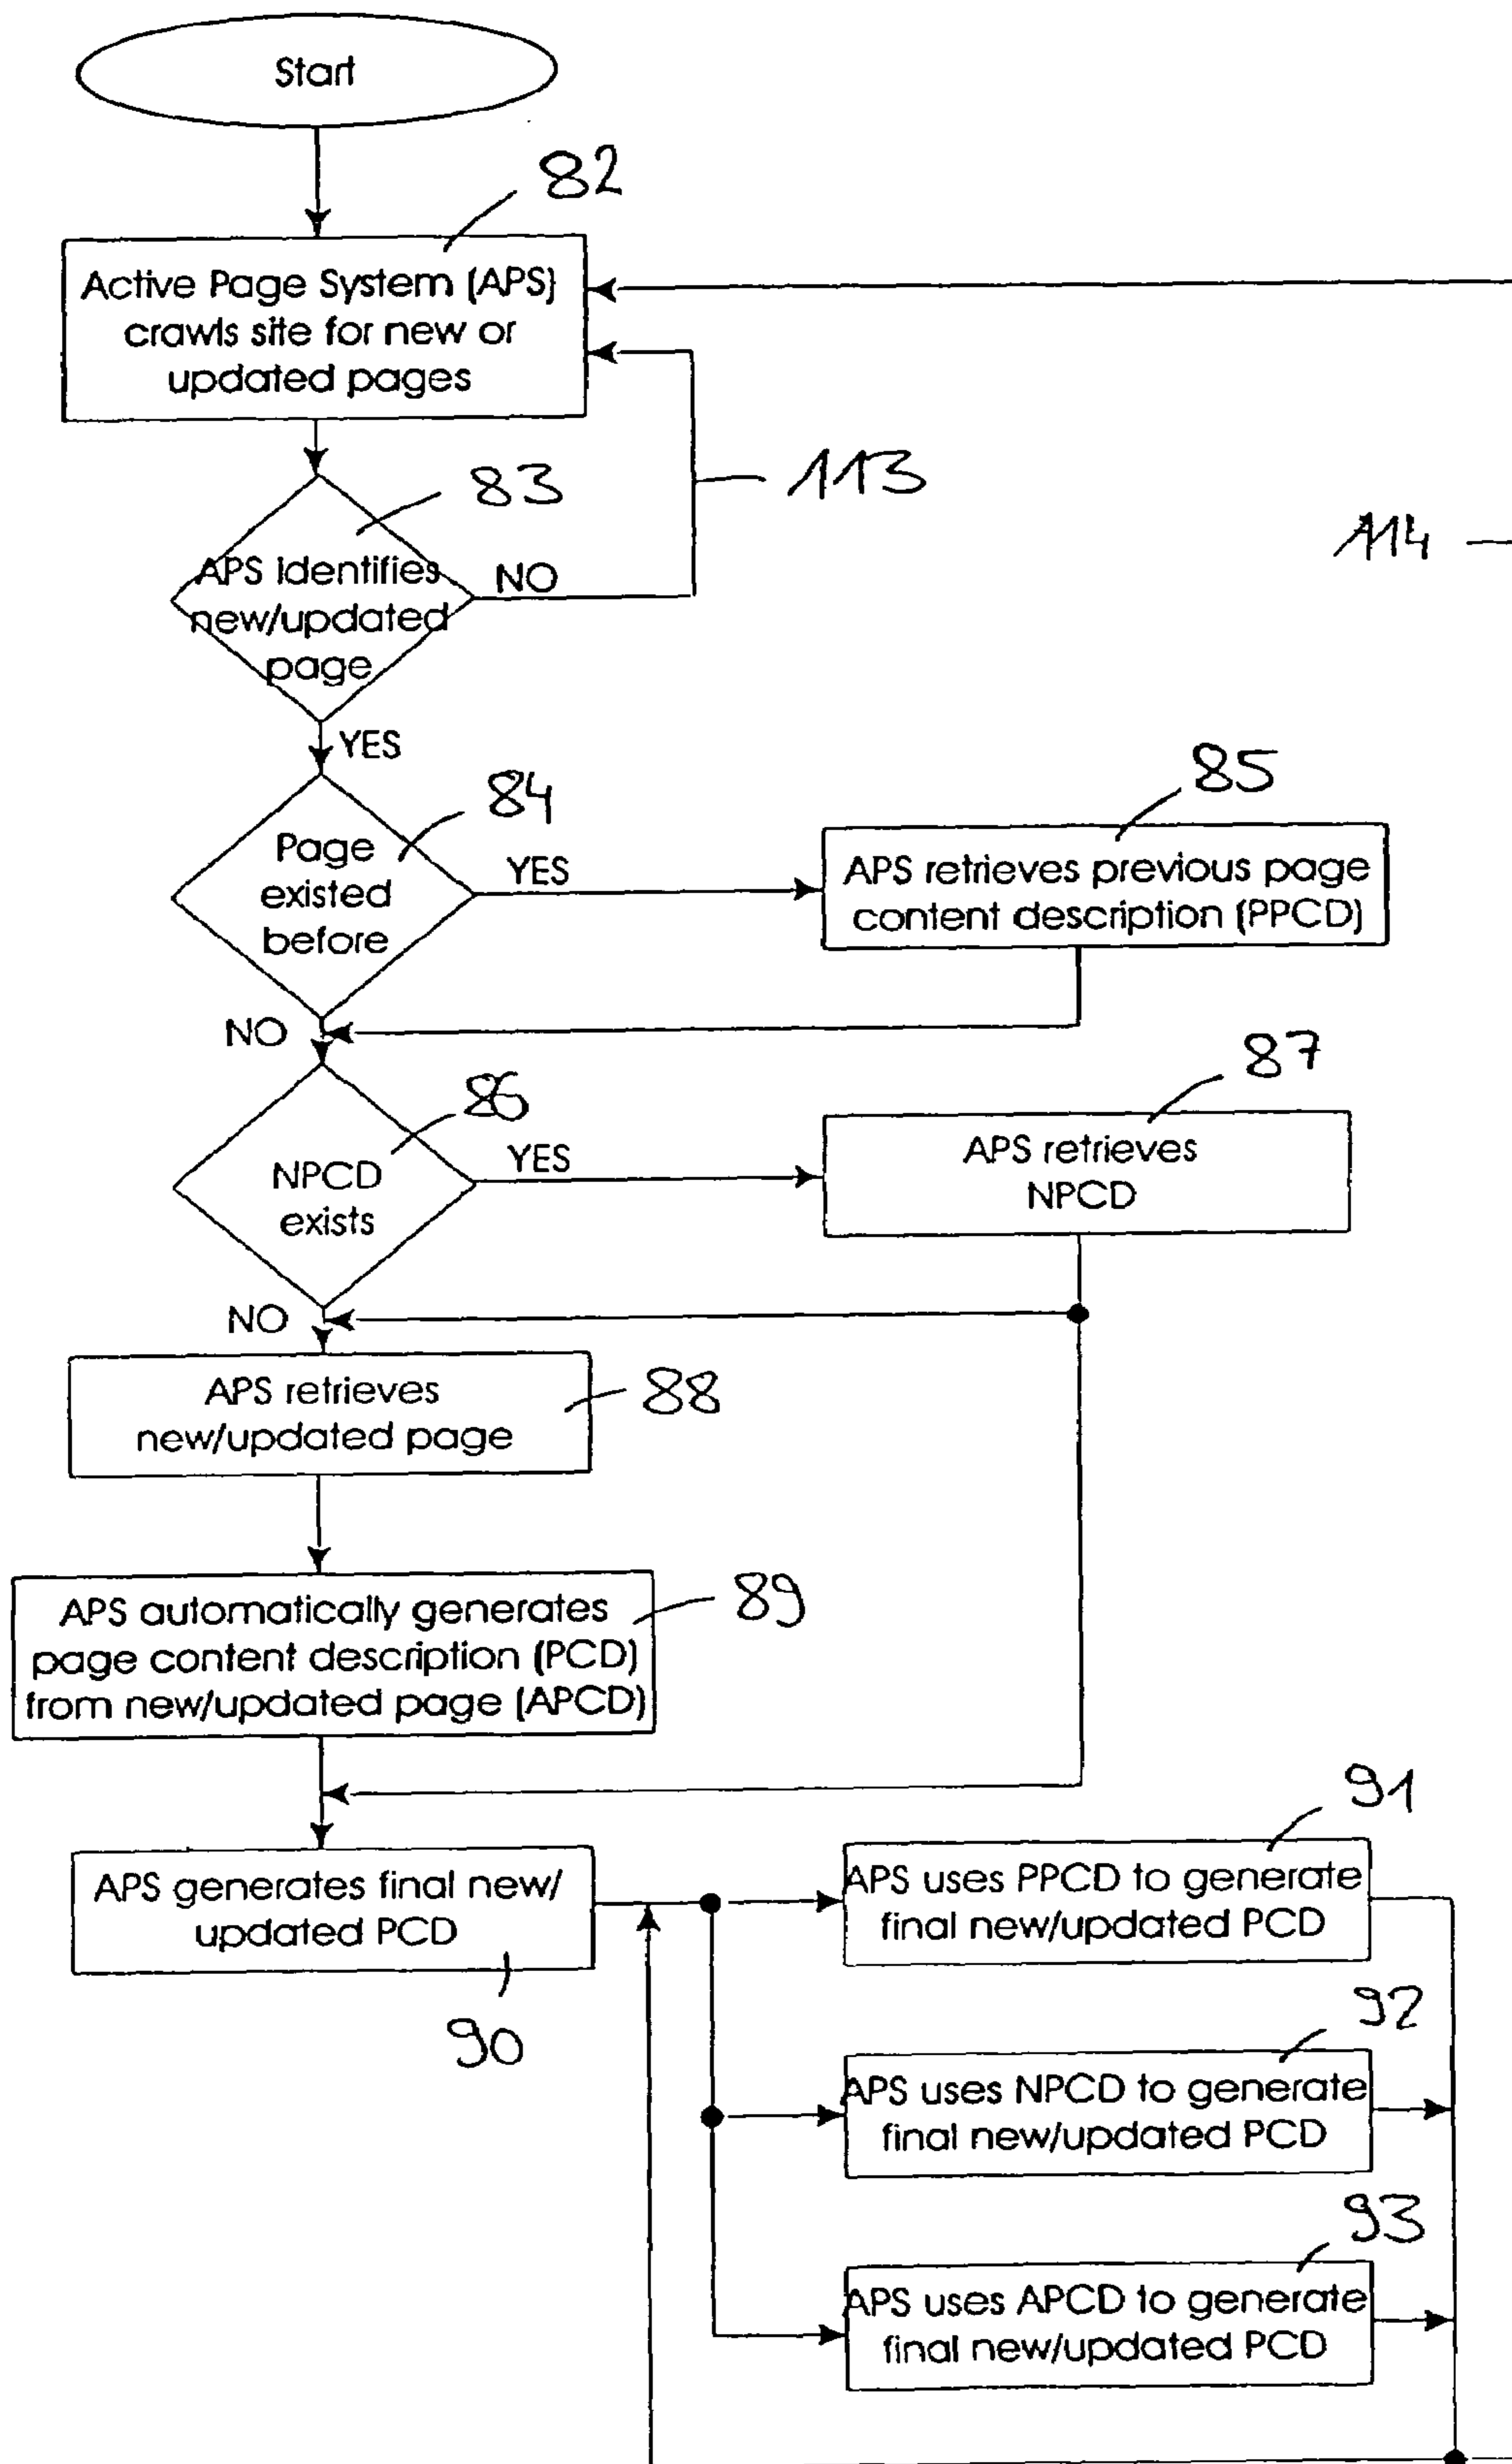 Start
82
Active Page System (APS)
crawls site for new or
updated pages
83
113
114
APS identifies
new/updated
page
NO
YES
84
85
Page
existed
before
YES
APS retrieves previous page
content description (PPCD)
NO
86
87
NPCD
exists
YES
APS retrieves
NPCD
NO
APS retrieves
new/updated page
88
APS automatically generates
page content description (PCD)
from new/updated page (APCD)
89
91
APS generates final new/
updated PCD
90
APS uses PPCD to generate
final new/updated PCD
92
APS uses NPCD to generate
final new/updated PCD
93
APS uses APCD to generate
final new/updated PCD